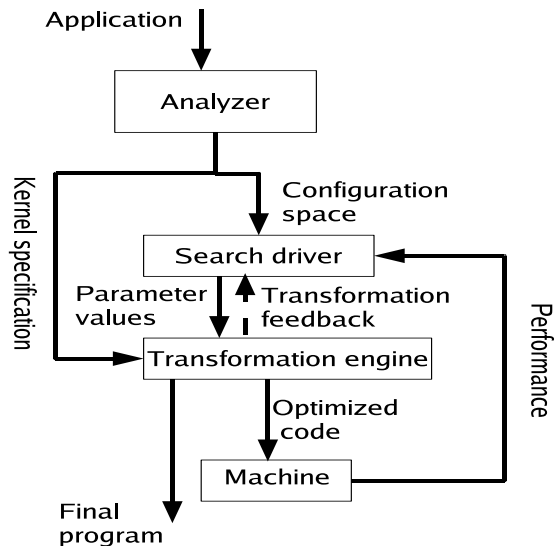 Application
Analyzer
Kernel specification
Configuration
space
Search driver
Parameter
values
Transformation
feedback
Performance
Transformation engine
Optimized
code
Machine
Final
program